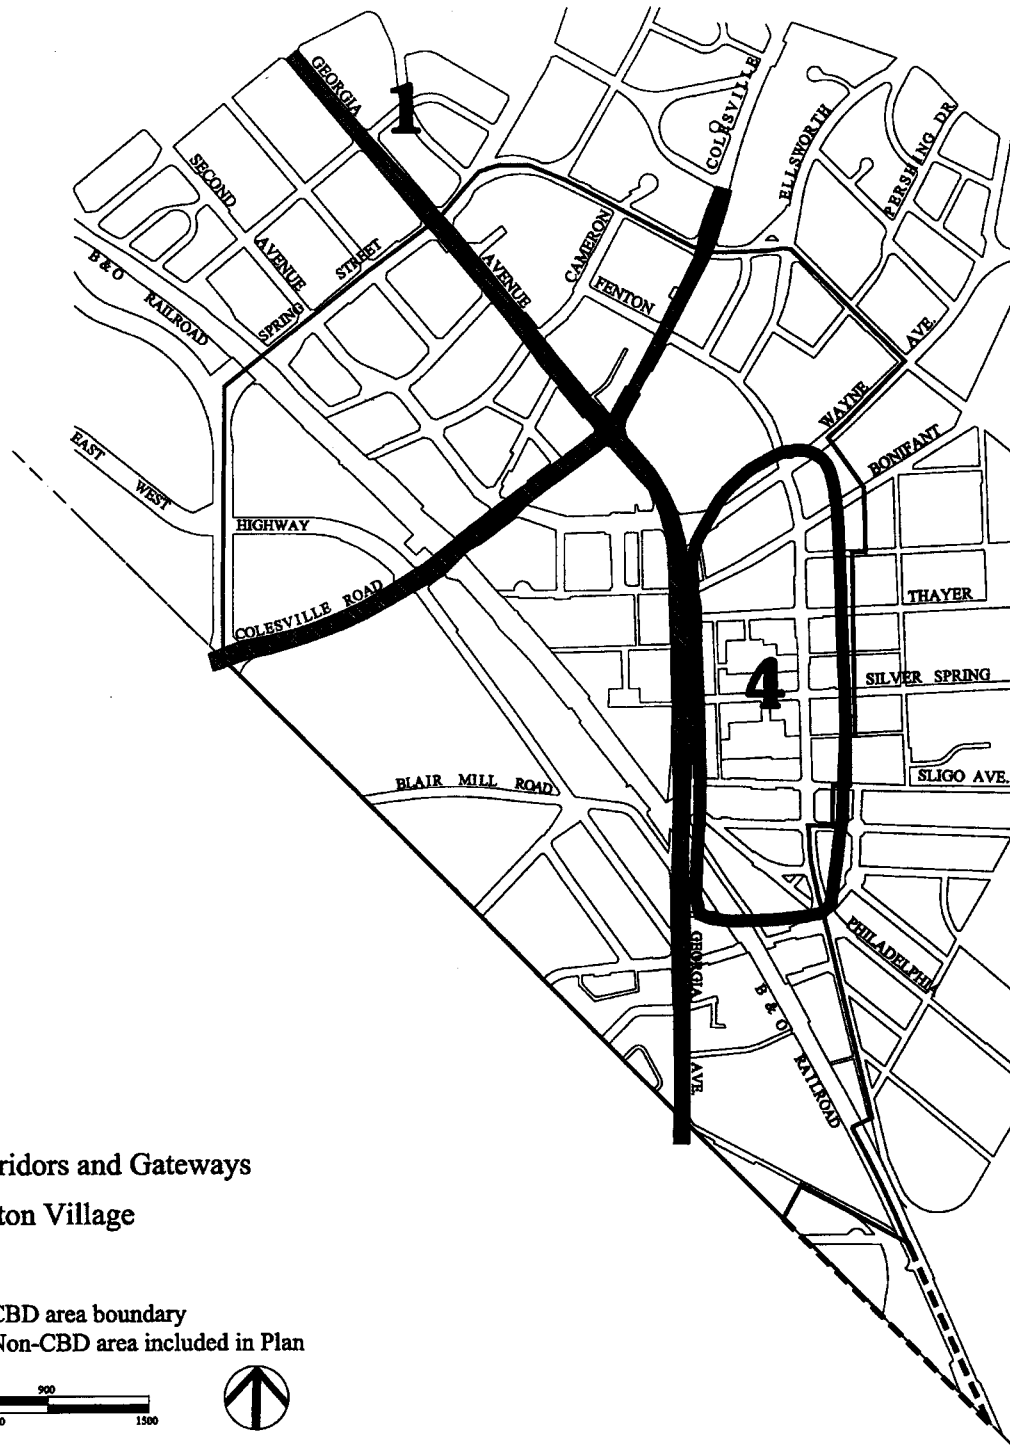 GEORGIA
1
COLESVILLE
ELLSWORTH
PERSHING DR.
SECOND
AVENUE
B & O
RAILROAD
SPRING
STREET
AVENUE
CAMERON
FENTON
AVE.
WAYNE
BONIFANT
EAST
WEST
HIGHWAY
COLESVILLE ROAD
THAYER
4
SILVER SPRING
SLIGO AVE.
BLAIR MILL ROAD
PHILADELPHIA
GEORGIA
AVE.
B & O
RAILROAD
ridors and Gateways
ton Village
CBD area boundary
Non-CBD area included in Plan
900
0
1500